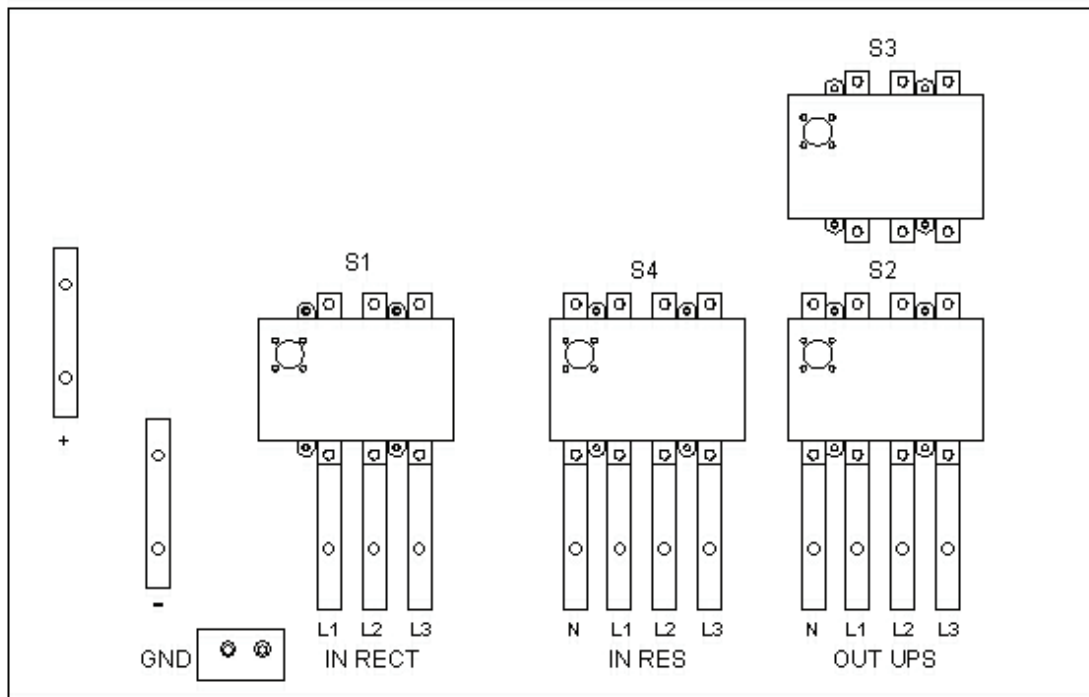 S3
S1
S4
S2
+
-
L1 L2 L3
N L1 L2 L3
N L1 L2 L3
GND
IN RECT
IN RES
OUT UPS